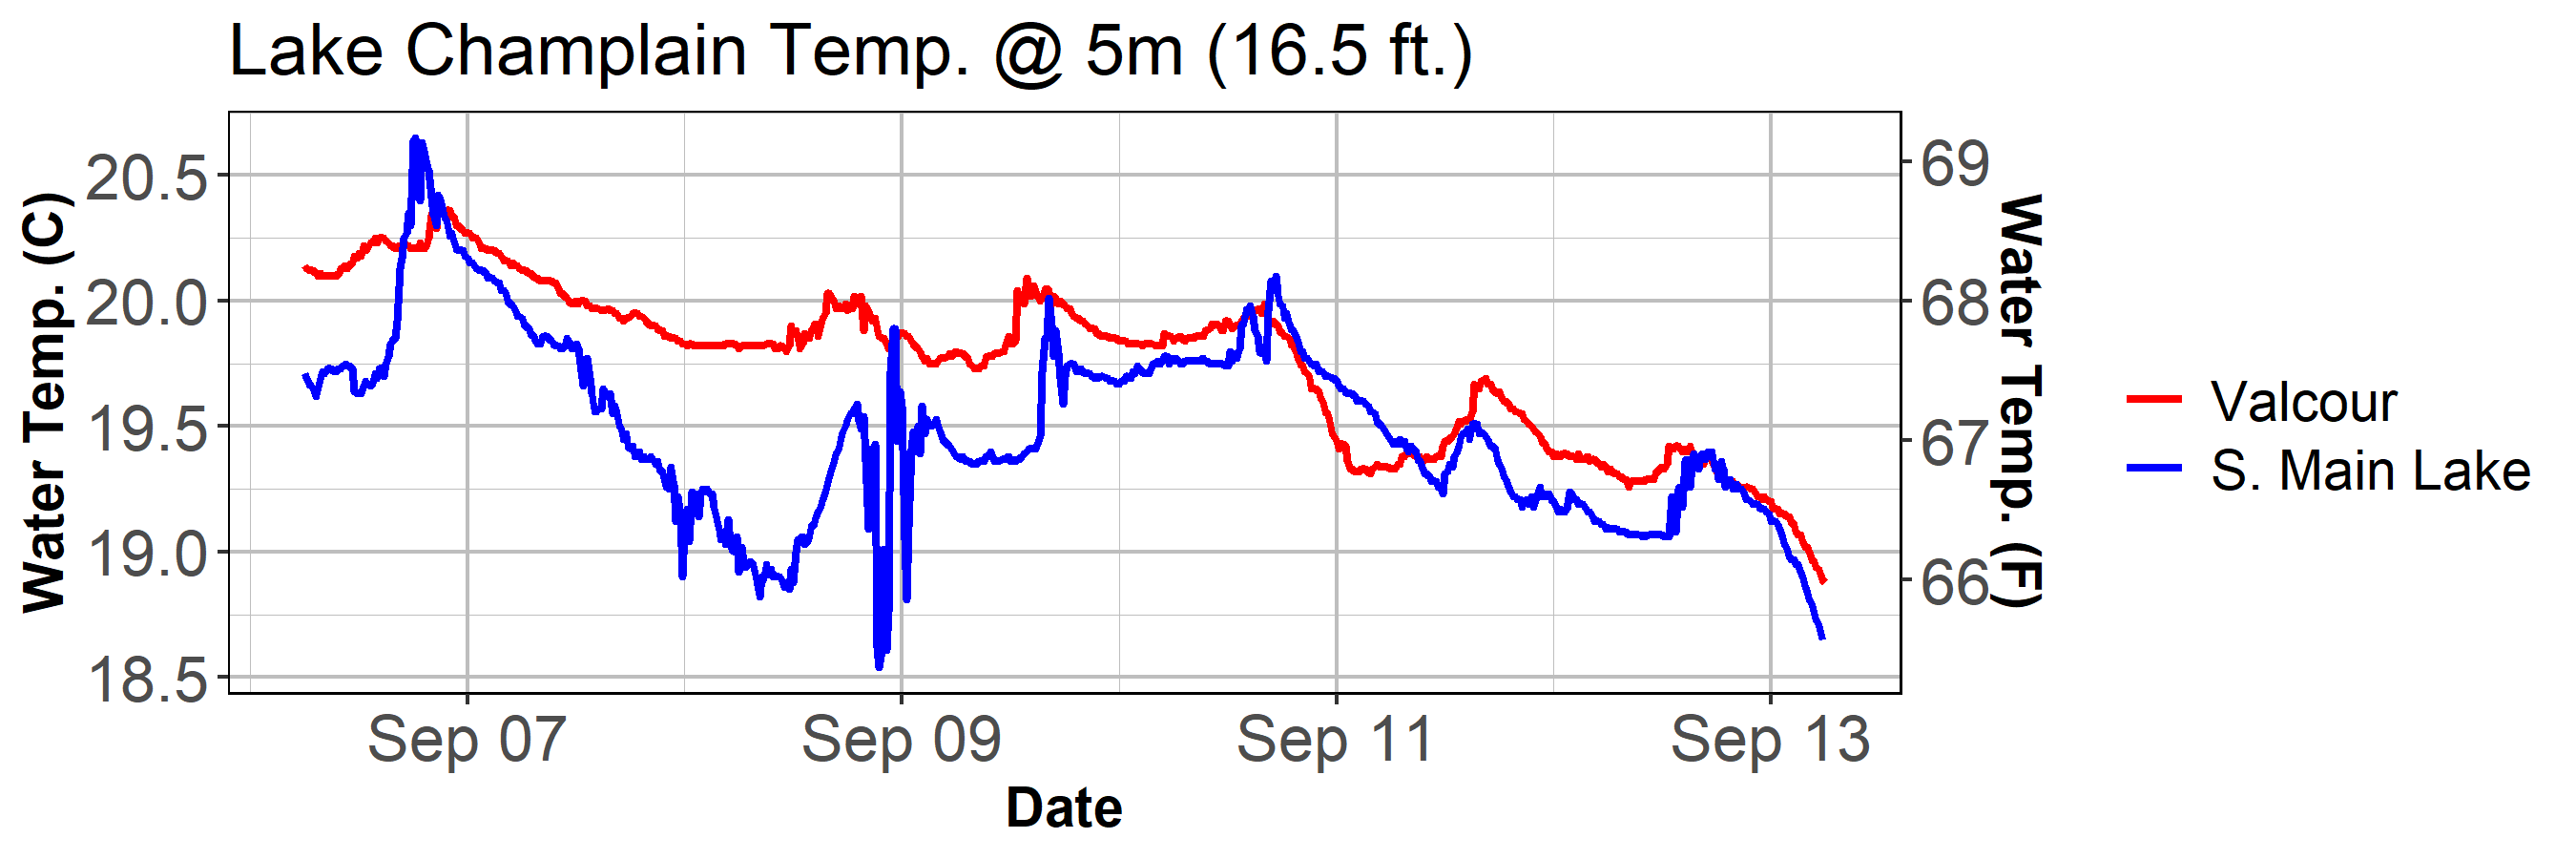 Lake Champlain Temp. @ 5m (16.5 ft.)
Water Temp. (C)
20.5
20.0
19.5
19.0
18.5
69
68
67
66
Water Temp. (F)
Sep 07
Sep 09
Sep 11
Sep 13
Date
Valcour
S. Main Lake